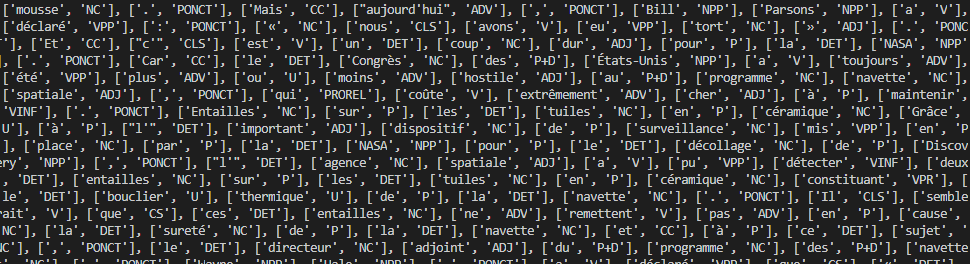 ['mousse', 'NC'], ['.', 'PONCT'], ['Mais', 'CC'], ["aujourd'hui", 'ADV'], [',', 'PONCT'], ['Bill', 'NPP'], ['Parsons', 'NPP'], ['a', 'V'],
['déclaré', 'VPP'], [':', 'PONCT'], ['«', 'NC'], ['nous', 'CLS'], ['avons', 'V'], ['eu', 'VPP'], ['tort', 'NC'], ['»', 'ADJ'], ['.', 'PONC
'], ['Et', 'CC'], ["c'", 'CLS'], ['est', 'V'], ['un', 'DET'], ['coup', 'NC'], ['dur', 'ADJ'], ['pour', 'P'], ['la', 'DET'], ['NASA', 'NPP'
], ['.', 'PONCT'], ['Car', 'CC'], ['le', 'DET'], ['Congrès', 'NC'], ['des', 'P+D'], ['États-Unis', 'NPP'], ['a', 'V'], ['toujours', 'ADV'],
['été', 'VPP'], ['plus', 'ADV'], ['ou', 'U'], ['moins', 'ADV'], ['hostile', 'ADJ'], ['au', 'P+D'], ['programme', 'NC'], ['navette', 'NC'],
['spatiale', 'ADJ'], [',', 'PONCT'], ['qui', 'PROREL'], ['coûte', 'V'], ['extrêmement', 'ADV'], ['cher', 'ADJ'], ['à', 'P'], ['maintenir',
'VINF'], ['.', 'PONCT'], ['Entailles', 'NC'], ['sur', 'P'], ['les', 'DET'], ['tuiles', 'NC'], ['en', 'P'], ['céramique', 'NC'], ['Grâce',
U'], ['à', 'P'], ["l'", 'DET'], ['important', 'ADJ'], ['dispositif', 'NC'], ['de', 'P'], ['surveillance', 'NC'], ['mis', 'VPP'], ['en', 'P
], ['place', 'NC'], ['par', 'P'], ['la', 'DET'], ['NASA', 'NPP'], ['pour', 'P'], ['le', 'DET'], ['décollage', 'NC'], ['de', 'P'], ['Discov
ery', 'NPP'], [',', 'PONCT'], ["l'", 'DET'], ['agence', 'NC'], ['spatiale', 'ADJ'], ['a', 'V'], ['pu', 'VPP'], ['détecter', 'VINF'], ['deux
, 'DET'], ['entailles', 'NC'], ['sur', 'P'], ['les', 'DET'], ['tuiles', 'NC'], ['en', 'P'], ['céramique', 'NC'], ['constituant', 'VPR'], [
'le', 'DET'], ['bouclier', 'U'], ['thermique', 'U'], ['de', 'P'], ['la', 'DET'], ['navette', 'NC'], ['.', 'PONCT'], ['Il', 'CLS'], ['semble
rait', 'V'], ['que', 'CS'], ['ces', 'DET'], ['entailles', 'NC'], ['ne', 'ADV'], ['remettent', 'V'], ['pas', 'ADV'], ['en', 'P'], ['cause',
NC'], ['la', 'DET'], ['sureté', 'NC'], ['de', 'P'], ['la', 'DET'], ['navette', 'NC'], ['et', 'CC'], ['à', 'P'], ['ce', 'DET'], ['sujet', '
NC'], [',', 'PONCT'], ['le', 'DET'], ['directeur', 'NC'], ['adjoint', 'ADJ'], ['du', 'P+D'], ['programme', 'NC'], ['des', 'P+D'], ['navett